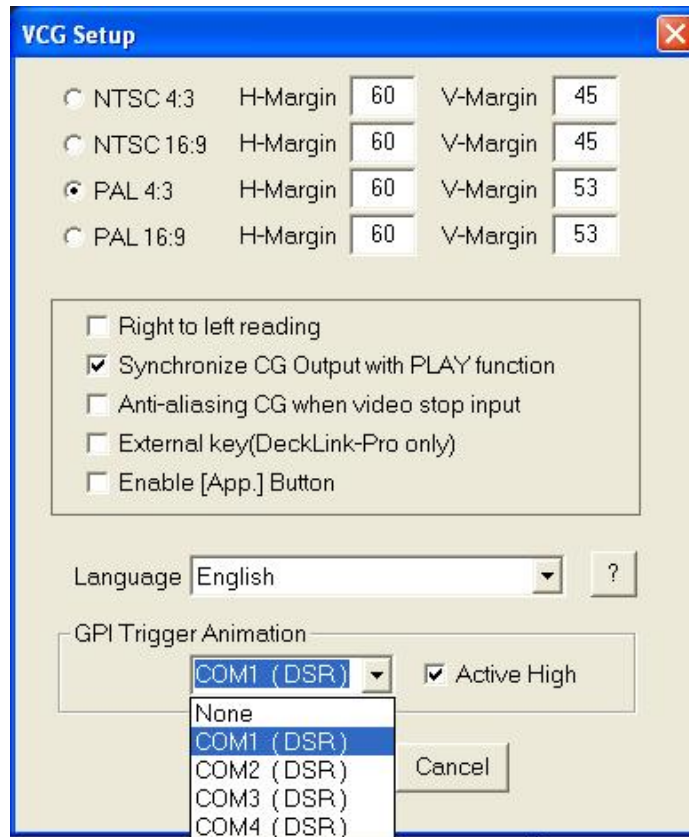 VCG Setup
NTSC 4:3 H-Margin 60 V-Margin 45
NTSC 16:9 H-Margin 60 V-Margin 45
PAL 4:3 H-Margin 60 V-Margin 53
PAL 16:9 H-Margin 60 V-Margin 53
Right to left reading
Synchronize CG Output with PLAY function
Anti-aliasing CG when video stop input
External key(DeckLink-Pro only)
Enable [App.] Button
Language English ?
GPI Trigger Animation
COM1 (DSR) Active High
None
COM1 (DSR)
COM2 (DSR)
Cancel
COM3 (DSR)
COM4 (DSR)